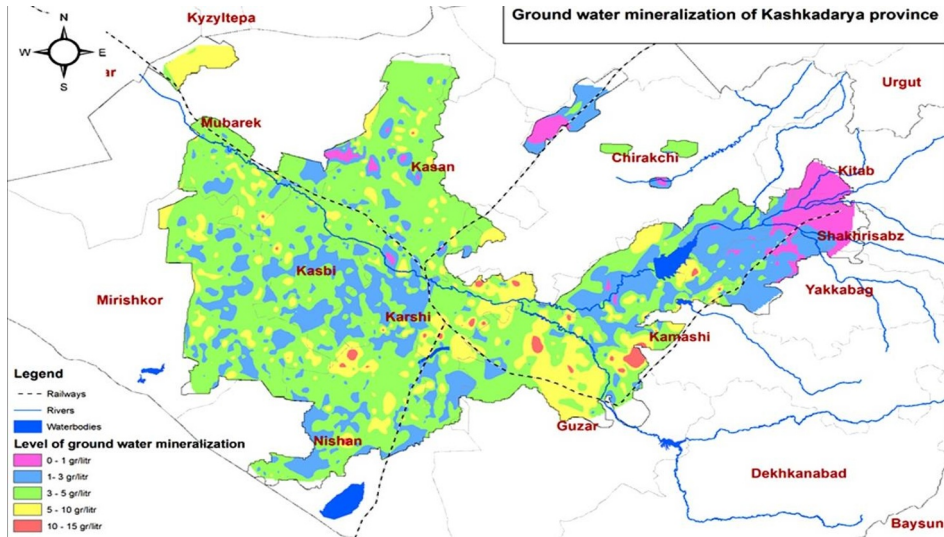 Ground water mineralization of Kashkadarya province
Kyzyltepa
N
W E
S
ar
Urgut
Mubarek
Chirakchi
Kasan
Kitab
Shakhrisabz
Kasbi
Yakkabag
Mirishkor
Karshi
Kamashi
Legend
Railways
Rivers
Waterbodies
Guzar
Level of ground water mineralization
Nishan
0 - 1 gr/litr
1- 3 gr/litr
3 - 5 gr/litr
5 - 10 gr/litr
10 - 15 gr/litr
Dekhkanabad
Baysun